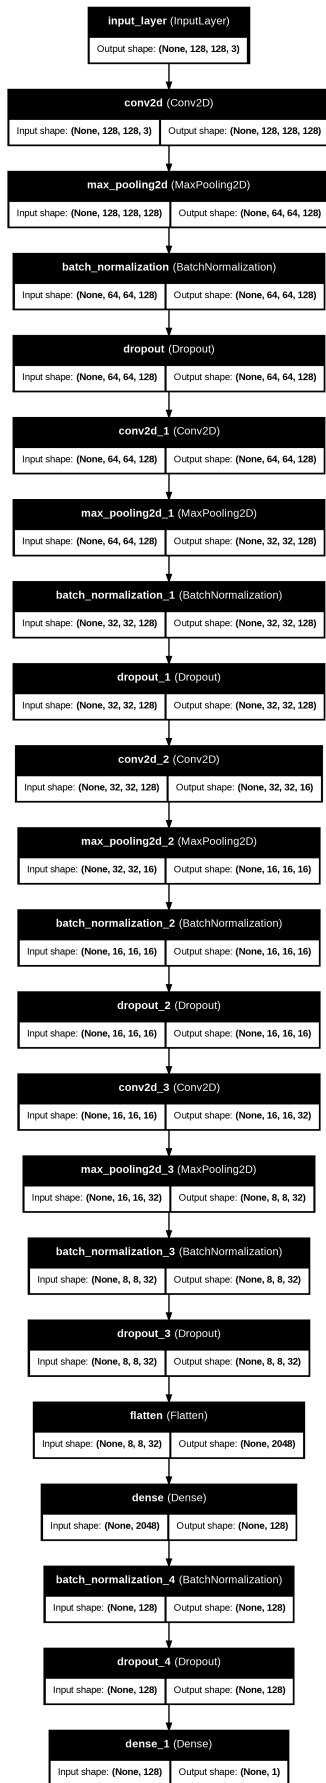 input_layer (InputLayer)
Output shape: (None, 128, 128, 3)
conv2d (Conv2D)
Input shape: (None, 128, 128, 3) Output shape: (None, 128, 128, 128)
max_pooling2d (MaxPooling2D)
Input shape: (None, 128, 128, 128) Output shape: (None, 64, 64, 128)
batch_normalization (BatchNormalization)
Input shape: (None, 64, 64, 128) Output shape: (None, 64, 64, 128)
dropout (Dropout)
Input shape: (None, 64, 64, 128) Output shape: (None, 64, 64, 128)
conv2d_1 (Conv2D)
Input shape: (None, 64, 64, 128) Output shape: (None, 64, 64, 128)
max_pooling2d_1 (MaxPooling2D)
Input shape: (None, 64, 64, 128) Output shape: (None, 32, 32, 128)
batch_normalization_1 (BatchNormalization)
Input shape: (None, 32, 32, 128) Output shape: (None, 32, 32, 128)
dropout_1 (Dropout)
Input shape: (None, 32, 32, 128) Output shape: (None, 32, 32, 128)
conv2d_2 (Conv2D)
Input shape: (None, 32, 32, 128) Output shape: (None, 32, 32, 16)
max_pooling2d_2 (MaxPooling2D)
Input shape: (None, 32, 32, 16) Output shape: (None, 16, 16, 16)
batch_normalization_2 (BatchNormalization)
Input shape: (None, 16, 16, 16) Output shape: (None, 16, 16, 16)
dropout_2 (Dropout)
Input shape: (None, 16, 16, 16) Output shape: (None, 16, 16, 16)
conv2d_3 (Conv2D)
Input shape: (None, 16, 16, 16) Output shape: (None, 16, 16, 32)
max_pooling2d_3 (MaxPooling2D)
Input shape: (None, 16, 16, 32) Output shape: (None, 8, 8, 32)
batch_normalization_3 (BatchNormalization)
Input shape: (None, 8, 8, 32) Output shape: (None, 8, 8, 32)
dropout_3 (Dropout)
Input shape: (None, 8, 8, 32) Output shape: (None, 8, 8, 32)
flatten (Flatten)
Input shape: (None, 8, 8, 32) Output shape: (None, 2048)
dense (Dense)
Input shape: (None, 2048) Output shape: (None, 128)
batch_normalization_4 (BatchNormalization)
Input shape: (None, 128) Output shape: (None, 128)
dropout_4 (Dropout)
Input shape: (None, 128) Output shape: (None, 128)
dense_1 (Dense)
Input shape: (None, 128) Output shape: (None, 1)